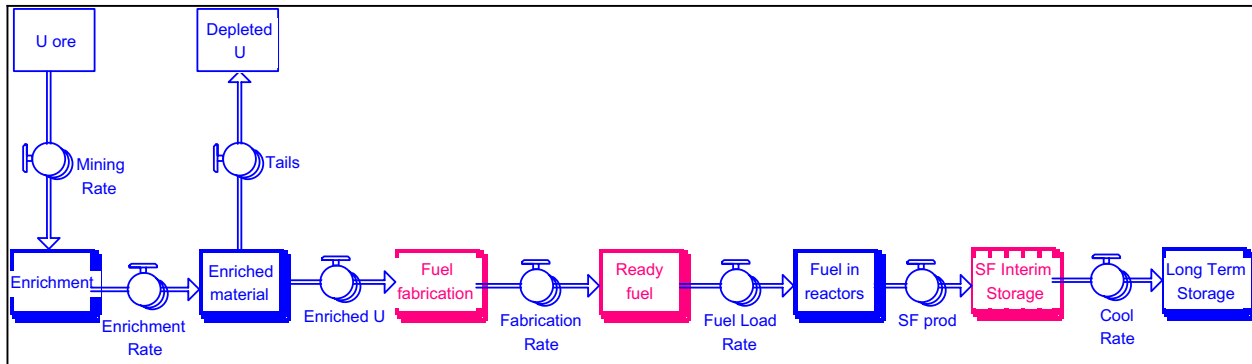 U ore
Depleted
U
Mining
Rate
Tails
Enrichment
Enrichment
Rate
Enriched
material
Enriched U
Fuel
fabrication
Fabrication
Rate
Ready
fuel
Fuel Load
Rate
Fuel in
reactors
SF prod
SF Interim
Storage
Cool
Rate
Long Term
Storage